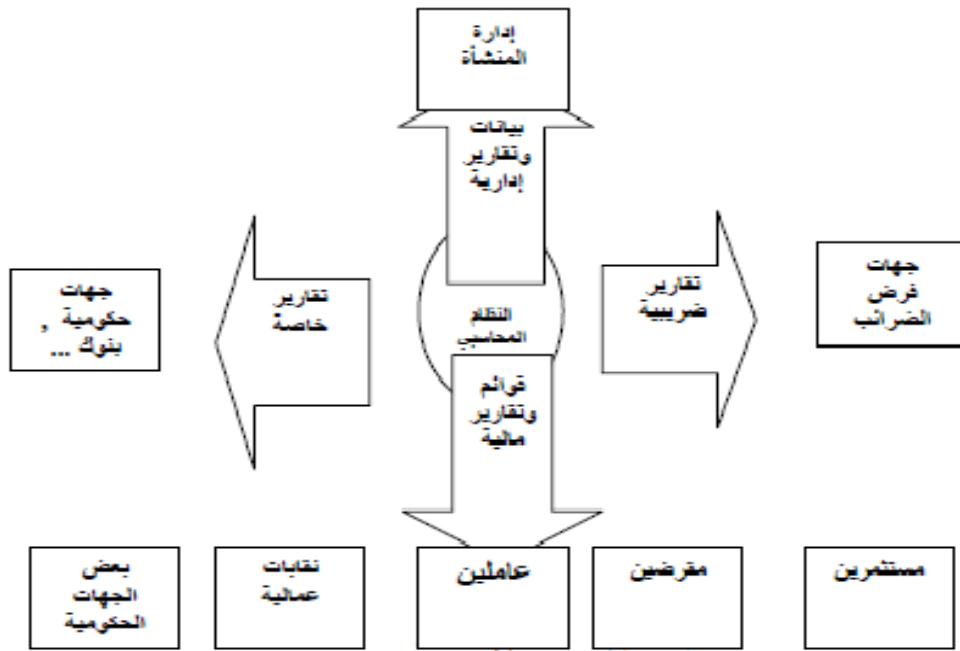 إدارة
المنشأة
بيانات
وتقارير
إدارية
جهات
فرض
الضرائب
تقارير
ضريبية
النظام
المحاسبي
تقارير
خاصة
جهات
حكومية ,
بنوك ...
قوائم
وتقارير
مالية
مستثمرين
مقرضين
عاملين
نقابات
عمالية
بعض
الجهات
الحكومية